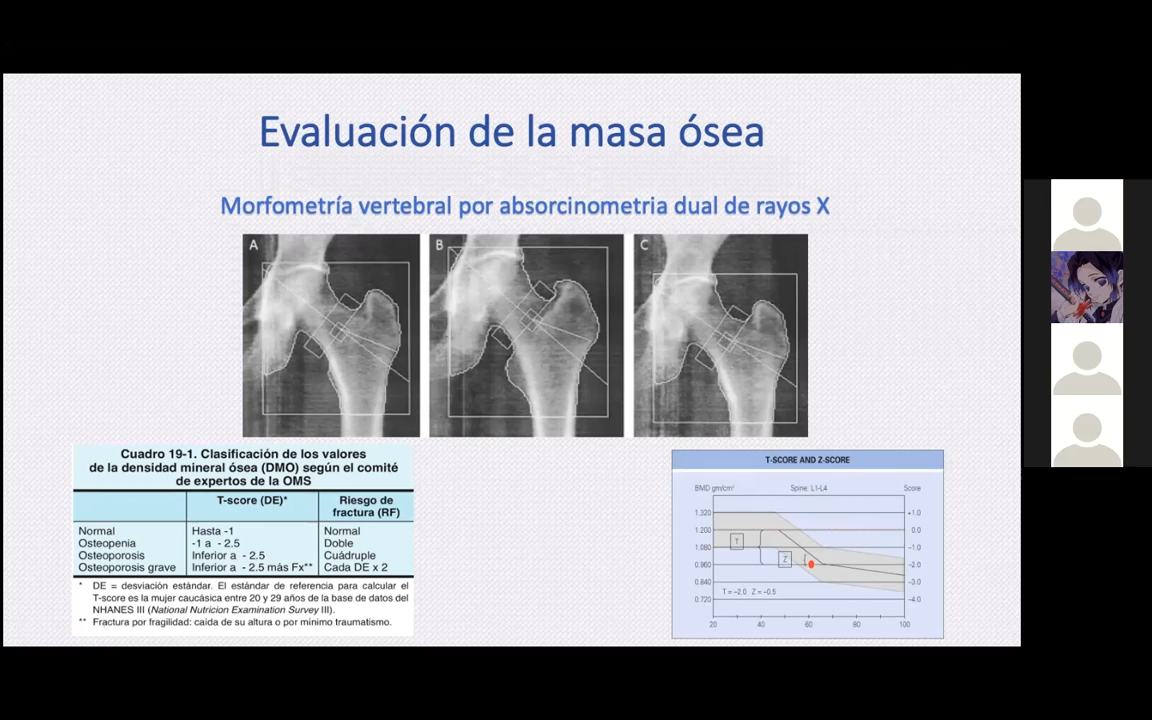 Evaluación de la masa ósea
Morfometría vertebral por absorcinometria dual de rayos X
A
B
C
Cuadro 19-1. Clasificación de los valores
de la densidad mineral ósea (DMO) según el comité
de expertos de la OMS
T-score (DE)* Riesgo de
fractura (RF)
Normal Hasta -1 Normal
Osteopenia -1 a - 2.5 Doble
Osteoporosis Inferior a - 2.5 Cuádruple
Osteoporosis grave Inferior a - 2.5 más Fx** Cada DE x 2
* DE = desviación estándar. El estándar de referencia para calcular el
T-score es la mujer caucásica entre 20 y 29 años de la base de datos del
NHANES III (National Nutricion Examination Survey III).
** Fractura por fragilidad: caida de su altura o por minimo traumatismo.
T-SCORE AND Z-SCORE
BMD gm/cm² Spine: L1-L4 Score
1.320 +1.0
1.200 0.0
1.080 -1.0
0.960 -2.0
0.840 -3.0
0.720 -4.0
T
Z
T=-2.0 Z=-0.5
20 40 60 80 100